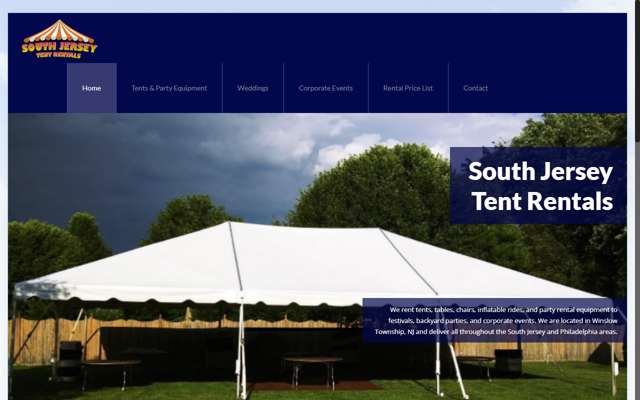 SOUTH JERSEY
TENT RENTALS
Home
Tents & Party Equipment
Weddings
Corporate Events
Rental Price List
Contact
South Jersey
Tent Rentals
We rent tents, tables, chairs, inflatable rides, and party rental equipment to
festivals, backyard parties, and corporate events. We are located in Winslow
Township, NJ and deliver all throughout the South Jersey and Philadelphia areas.